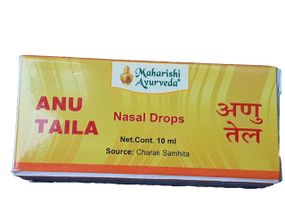 Maharishi
Ayurveda®
ANU
TAILA
Nasal Drops
अणु
तेल
Net.Cont. 10 ml
Source: Charak Samhita